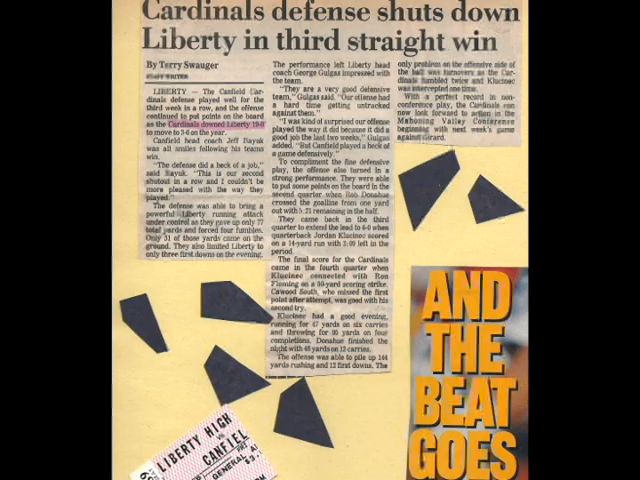 Cardinals defense shuts down
Liberty in third straight win
By Terry Swauger
STAFF WRITER
LIBERTY — The Canfield Car-
dinals defense played well for the
third week in a row, and the offense
continued to put points on the board
as the Cardinals downed Liberty 19-0
to move to 3-0 on the year.
Canfield head coach Jeff Bayuk
was all smiles following his teams
win.
"The defense did a heck of a job,"
said Bayuk. "This is our second
shutout in a row and I couldn't be
more pleased with the way they
played."
The defense was able to bring a
powerful Liberty running attack
under control as they gave up only 77
total yards and forced four fumbles.
Only 31 of those yards came on the
ground. They also limited Liberty to
only three first downs on the evening.
The performance left Liberty head
coach George Gulgas impressed with
the team.
"They are a very good defensive
team," Gulgas said. "Our offense had
a hard time getting untracked
against them."
"I was kind of surprised our offense
played the way it did because it did a
good job the last two weeks," Gulgas
added. "But Canfield played a heck of
a game defensively."
To compliment the fine defensive
play, the offense also turned in a
strong performance. They were able
to put some points on the board in the
second quarter when Rob Donahue
crossed the goalline from one yard
out with 5:21 remaining in the half.
They came back in the third
quarter to extend the lead to 6-0 when
quarterback Jordan Klucinec scored
on a 14-yard run with 2:09 left in the
period.
The final score for the Cardinals
came in the fourth quarter when
Klucinec connected with Ron
Fleming on a 30-yard scoring strike.
Cawood South, who missed the first
point after attempt, was good with his
second try.
Klucinec had a good evening,
running for 47 yards on six carries
and throwing for 95 yards on four
completions. Donahue finished the
night with 46 yards on 12 carries.
The offense was able to pile up 144
yards rushing and 12 first downs. The
only problem on the offensive side of
the ball was turnovers as the Car-
dinals fumbled twice and Klucinec
was intercepted one time.
With a perfect record in non-
conference play, the Cardinals can
now look forward to action in the
Mahoning Valley Conference
beginning with next week's game
against Girard.
AND
THE
BEAT
GOES
LIBERTY HIGH
VS
CANFIEL
FRI
GENERAL